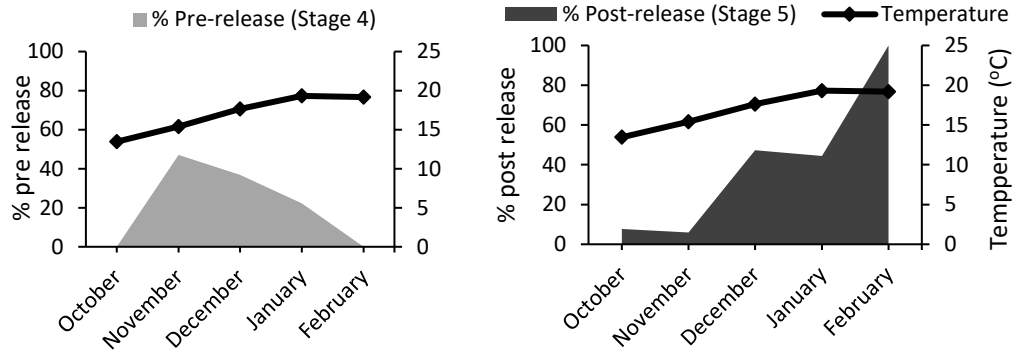 % Pre-release (Stage 4)
% Post-release (Stage 5)
Temperature
% pre release
100
80
60
40
20
0
25
20
15
10
5
0
October
November
December
January
February
% post release
100
80
60
40
20
0
25
20
15
10
5
0
Tempperature (°C)
October
November
December
January
February